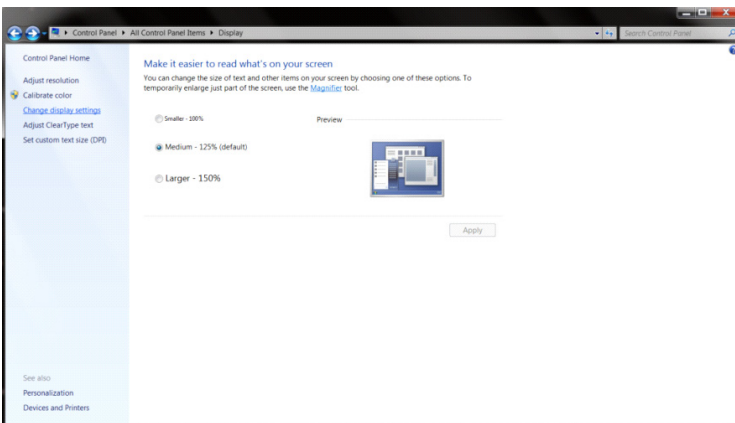 Control Panel ▸ All Control Panel Items ▸ Display
Search Control Panel
Control Panel Home
Adjust resolution
Calibrate color
Change display settings
Adjust ClearType text
Set custom text size (DPI)
See also
Personalization
Devices and Printers
Make it easier to read what's on your screen
You can change the size of text and other items on your screen by choosing one of these options. To
temporarily enlarge just part of the screen, use the Magnifier tool.
Smaller - 100%
Preview
Medium - 125% (default)
Larger - 150%
Apply